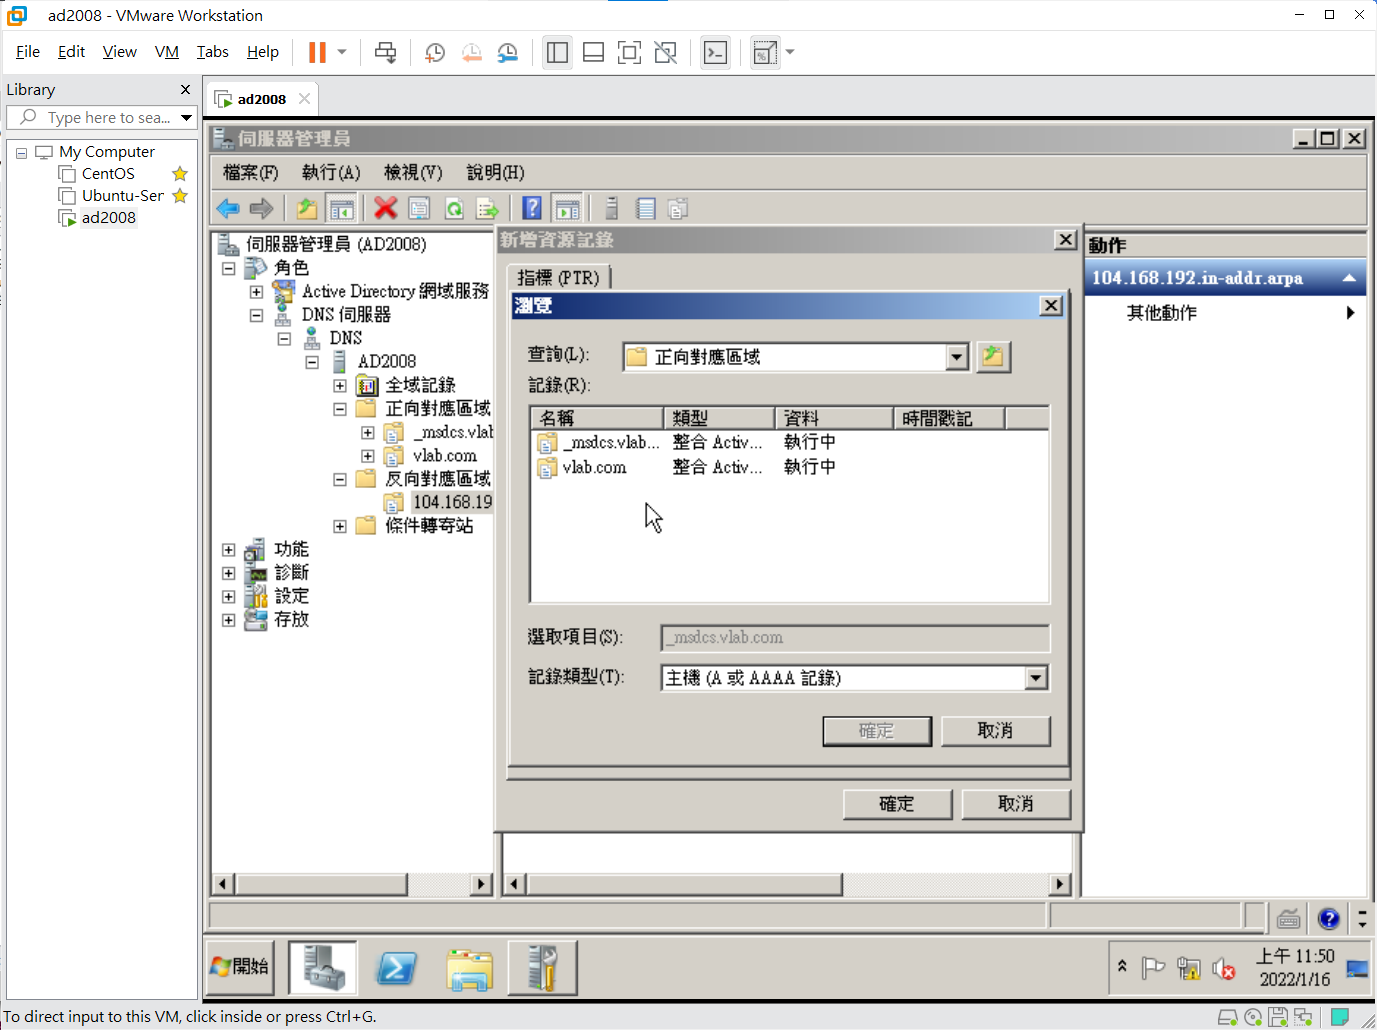 ad2008 - VMware Workstation
File Edit View VM Tabs Help
Library
Type here to sea...
My Computer
CentOS
Ubuntu-Ser
ad2008
ad2008
伺服器管理員
檔案(F) 執行(A) 檢視(V) 說明(H)
伺服器管理員 (AD2008)
角色
Active Directory 網域服務
DNS 伺服器
DNS
AD2008
全域記錄
正向對應區域
_msdcs.vlab
vlab.com
反向對應區域
104.168.19
條件轉寄站
功能
診斷
設定
存放
新增資源記錄
指標 (PTR)
瀏覽
查詢(L): 正向對應區域
記錄(R):
名稱 類型 資料 時間戳記
_msdcs.vlab... 整合 Activ... 執行中
vlab.com 整合 Activ... 執行中
選取項目(S): _msdcs.vlab.com
記錄類型(T): 主機 (A 或 AAAA 記錄)
確定 取消
確定 取消
動作
104.168.192.in-addr.arpa
其他動作
開始
上午 11:50
2022/1/16
To direct input to this VM, click inside or press Ctrl+G.